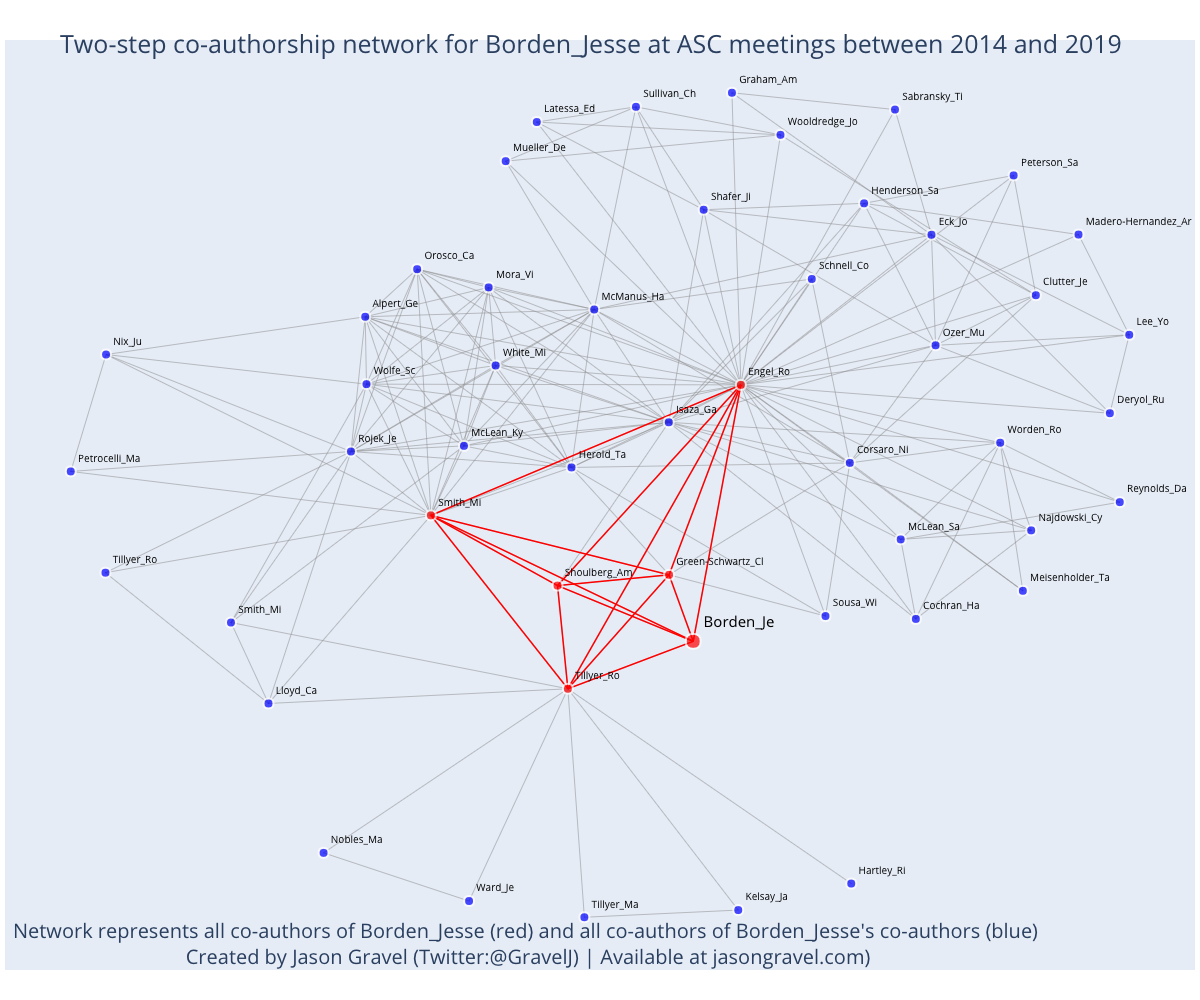 Two-step co-authorship network for Borden_Jesse at ASC meetings between 2014 and 2019
Graham_Am
Sullivan_Ch
Sabransky_Ti
Latessa_Ed
Wooldredge_Jo
Mueller_De
Peterson_Sa
Henderson_Sa
Shafer_Ji
Eck_Jo
Madero-Hernandez_Ar
Orosco_Ca
Schnell_Co
Mora_Vi
Clutter_Je
McManus_Ha
Alpert_Ge
Lee_Yo
Ozer_Mu
Nix_Ju
White_Mi
Wolfe_Sc
Engel_Ro
Deryol_Ru
Isaza_Ga
Worden_Ro
McLean_Ky
Rojek_Je
Corsaro_Ni
Herold_Ta
Petrocelli_Ma
Reynolds_Da
Smith_Mi
Najdowski_Cy
McLean_Sa
Tillyer_Ro
Green-Schwartz_Cl
Shoulberg_Am
Meisenholder_Ta
Sousa_Wi
Cochran_Ha
Smith_Mi
Borden_Je
Tillyer_Ro
Lloyd_Ca
Nobles_Ma
Hartley_Ri
Ward_Je
Kelsay_Ja
Tillyer_Ma
Network represents all co-authors of Borden_Jesse (red) and all co-authors of Borden_Jesse's co-authors (blue)
Created by Jason Gravel (Twitter:@GravelJ) | Available at jasongravel.com)